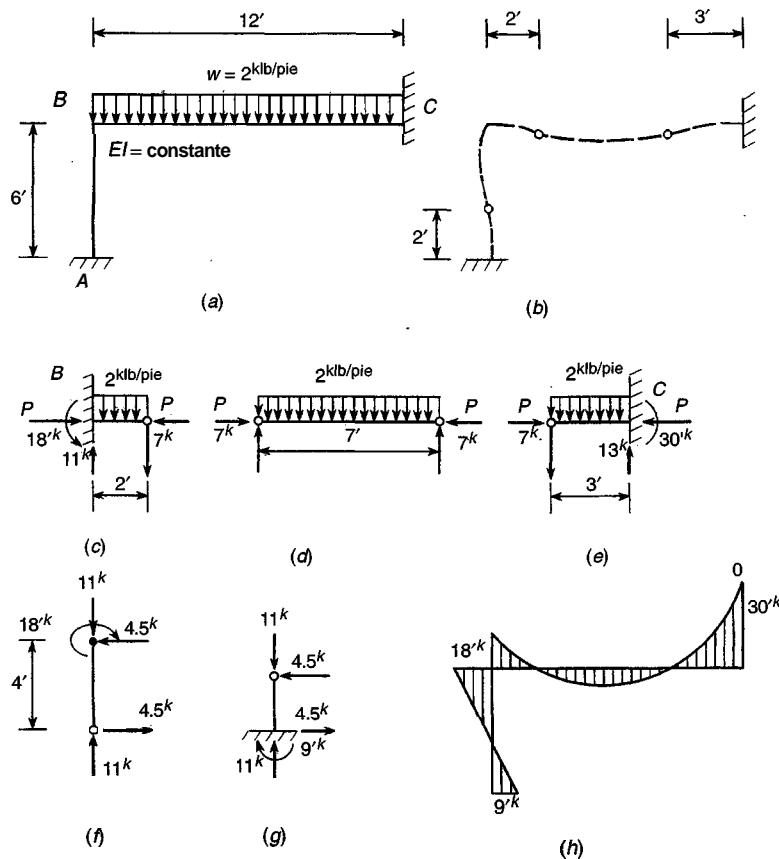 12′
2′ 3′
w = 2klb/pie
B C
EI = constante
6′
2′
A
(a) (b)
B 2klb/pie 2klb/pie 2klb/pie C
P P P P P P
18′k 7k 7k 7k 7k 30′k
11k 13k
2′ 7′ 3′
(c) (d) (e)
11k
18′k 4.5k
4′
4.5k
11k
(f)
11k
4.5k
4.5k
11k 9′k
(g)
0
30′k
18′k
9′k
(h)